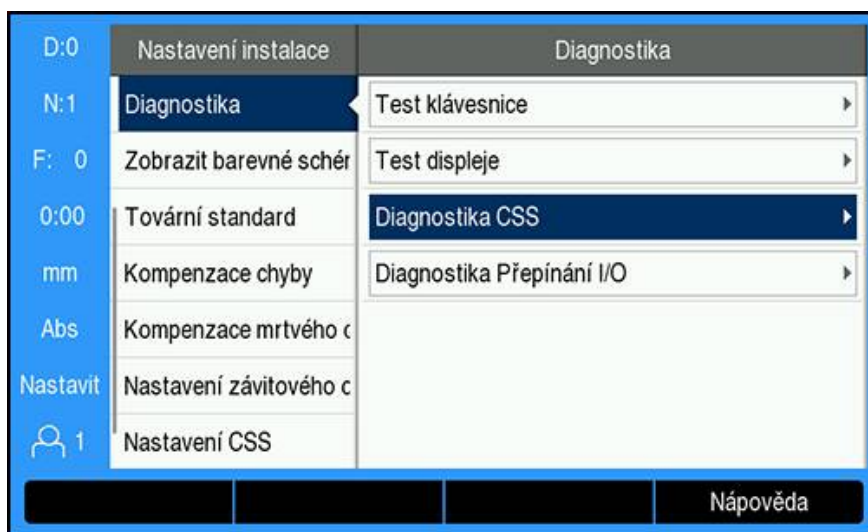 D:0
N:1
F: 0
0:00
mm
Abs
Nastavit
1
Nastavení instalace
Diagnostika
Zobrazit barevné schér
Tovární standard
Kompenzace chyby
Kompenzace mrtvého c
Nastavení závitového c
Nastavení CSS
Diagnostika
Test klávesnice
Test displeje
Diagnostika CSS
Diagnostika Přepínání I/O
Nápověda